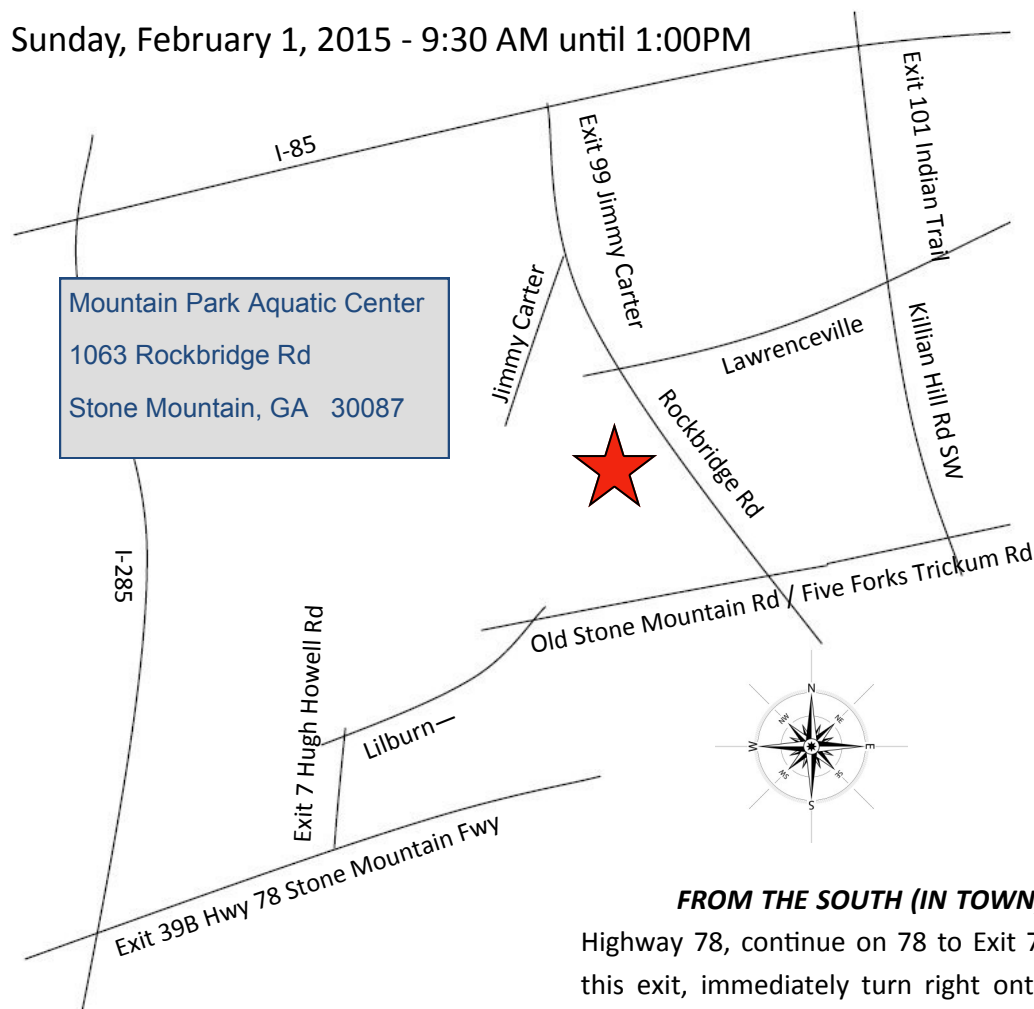 Sunday, February 1, 2015 - 9:30 AM until 1:00PM
I-85
Exit 99 Jimmy Carter
Exit 101 Indian Trail
Mountain Park Aquatic Center
1063 Rockbridge Rd
Stone Mountain, GA 30087
Jimmy Carter
Lawrenceville
Killian Hill Rd SW
Rockbridge Rd
I-285
Old Stone Mountain Rd / Five Forks Trickum Rd
Exit 7 Hugh Howell Rd
Lilburn—
Exit 39B Hwy 78 Stone Mountain Fwy
N
NW
NE
W
E
SW
SE
S
FROM THE SOUTH (IN TOWN
Highway 78, continue on 78 to Exit 7
this exit, immediately turn right ont